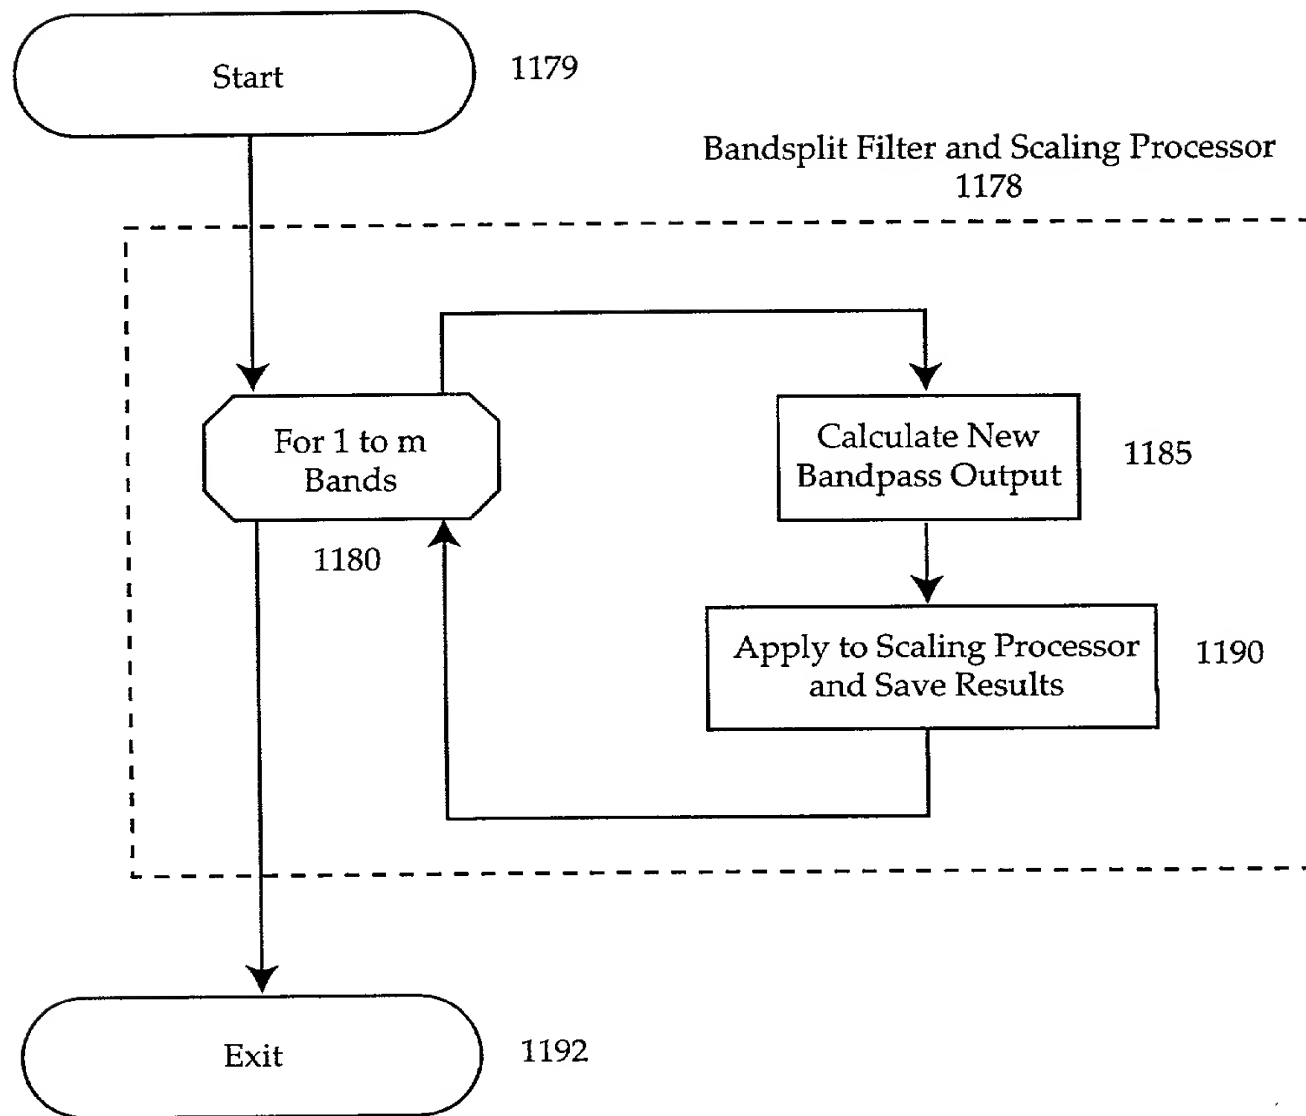 Start
1179
Bandsplit Filter and Scaling Processor
1178
For 1 to m
Bands
1180
Calculate New
Bandpass Output
1185
Apply to Scaling Processor
and Save Results
1190
Exit
1192